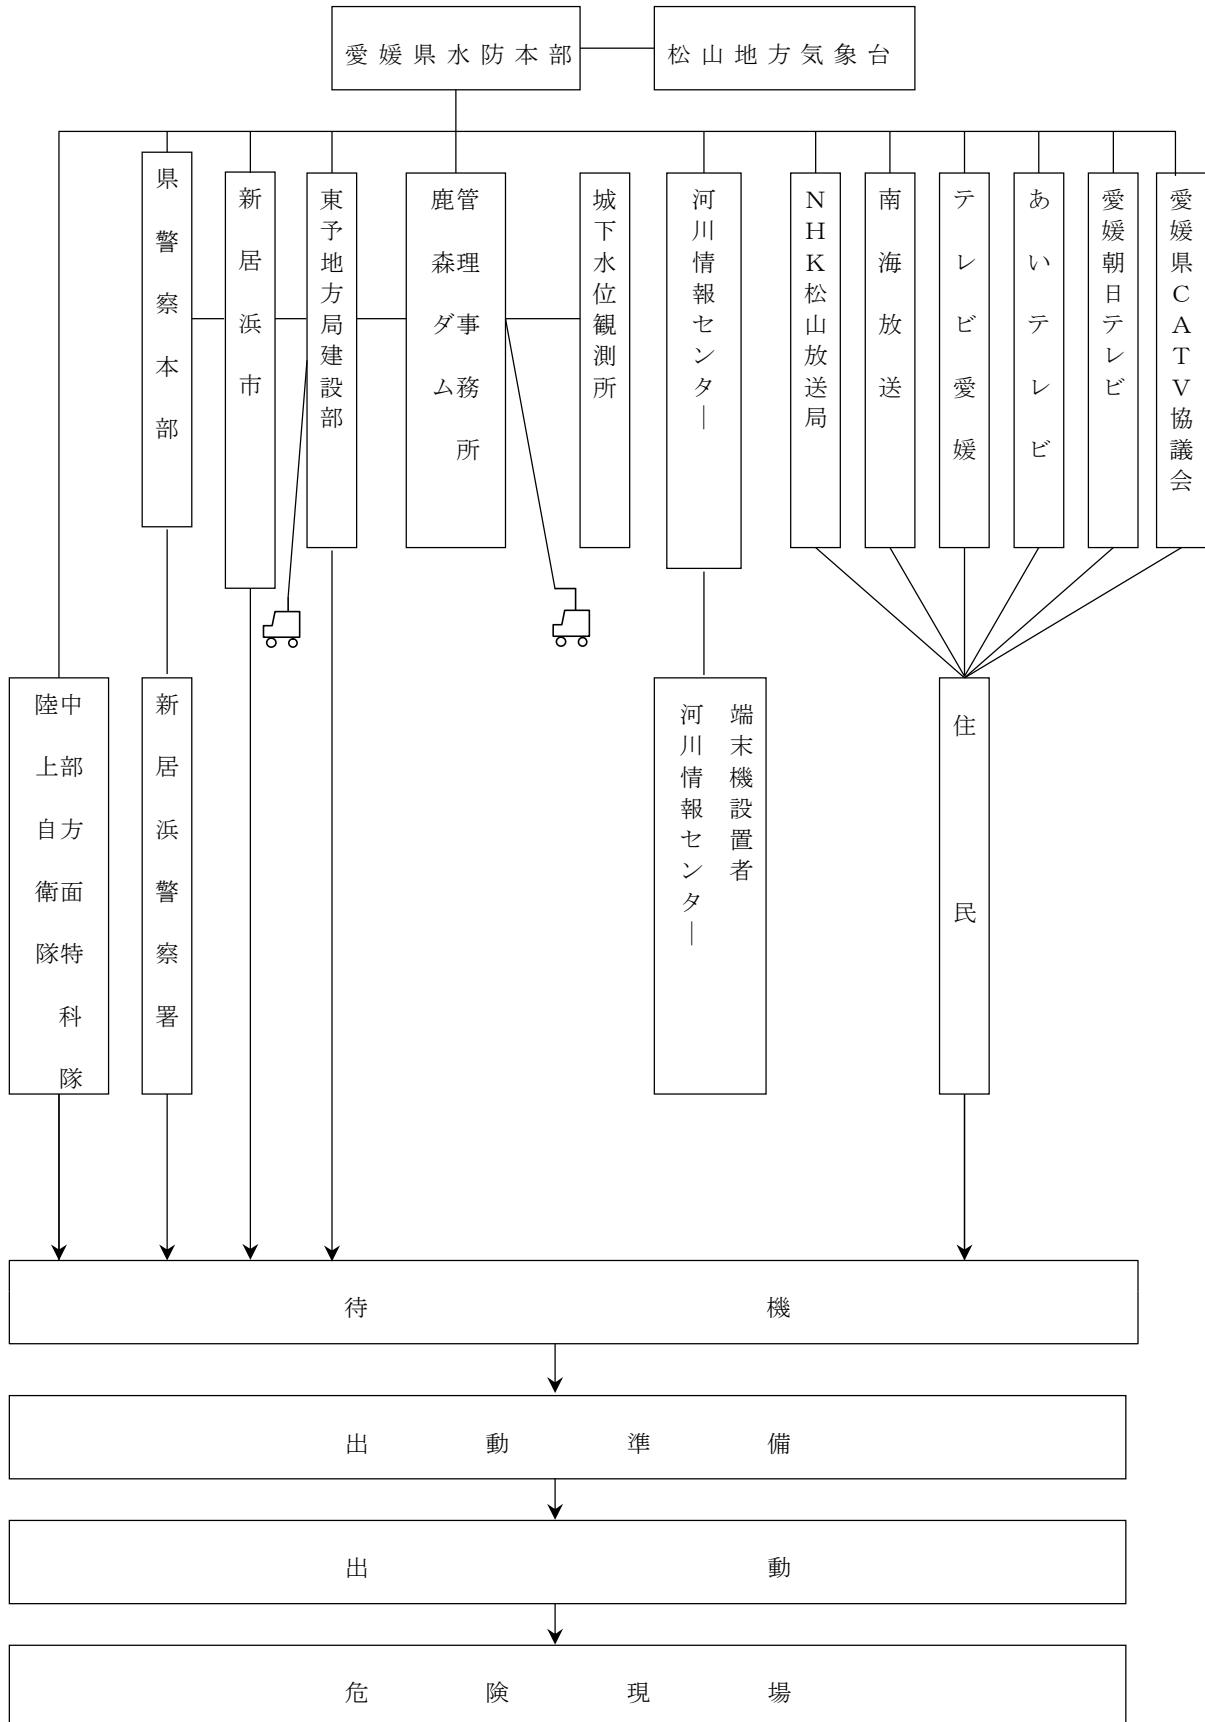 愛媛県水防本部
松山地方気象台
県警察本部
新居浜市
東予地方局建設部
鹿森ダム
管理事務所
城下水位観測所
河川情報センター
NHK松山放送局
南海放送
テレビ愛媛
あいテレビ
愛媛朝日テレビ
愛媛県CATV協議会
陸上自衛隊
中部方面特科隊
新居浜警察署
河川情報センター
端末機設置者
住民
待機
出動準備
出動
危険現場